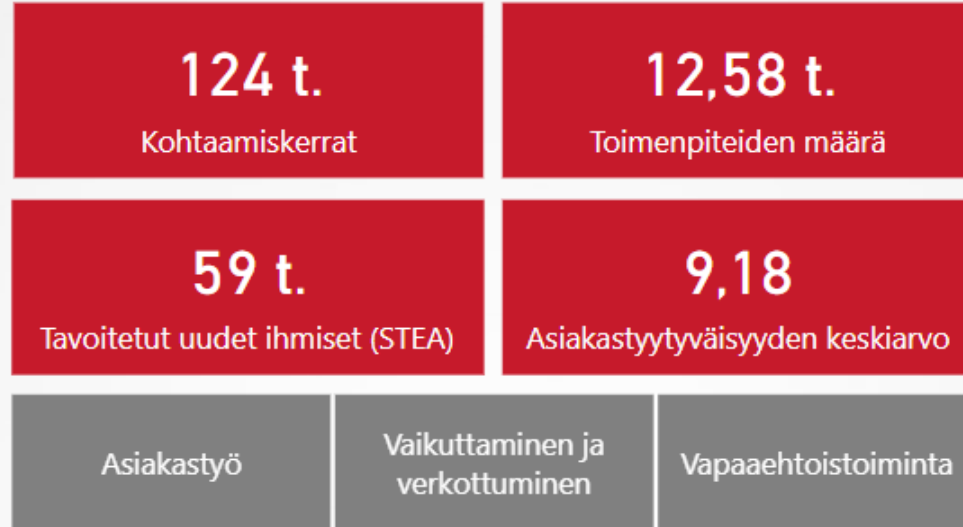 124 t.
Kohtaamiskerrat
12,58 t.
Toimenpiteiden määrä
59 t.
Tavoitetut uudet ihmiset (STEA)
9,18
Asiakastyytyväisyyden keskiarvo
Asiakastyö
Vaikuttaminen ja
verkottuminen
Vapaaehtoistoiminta